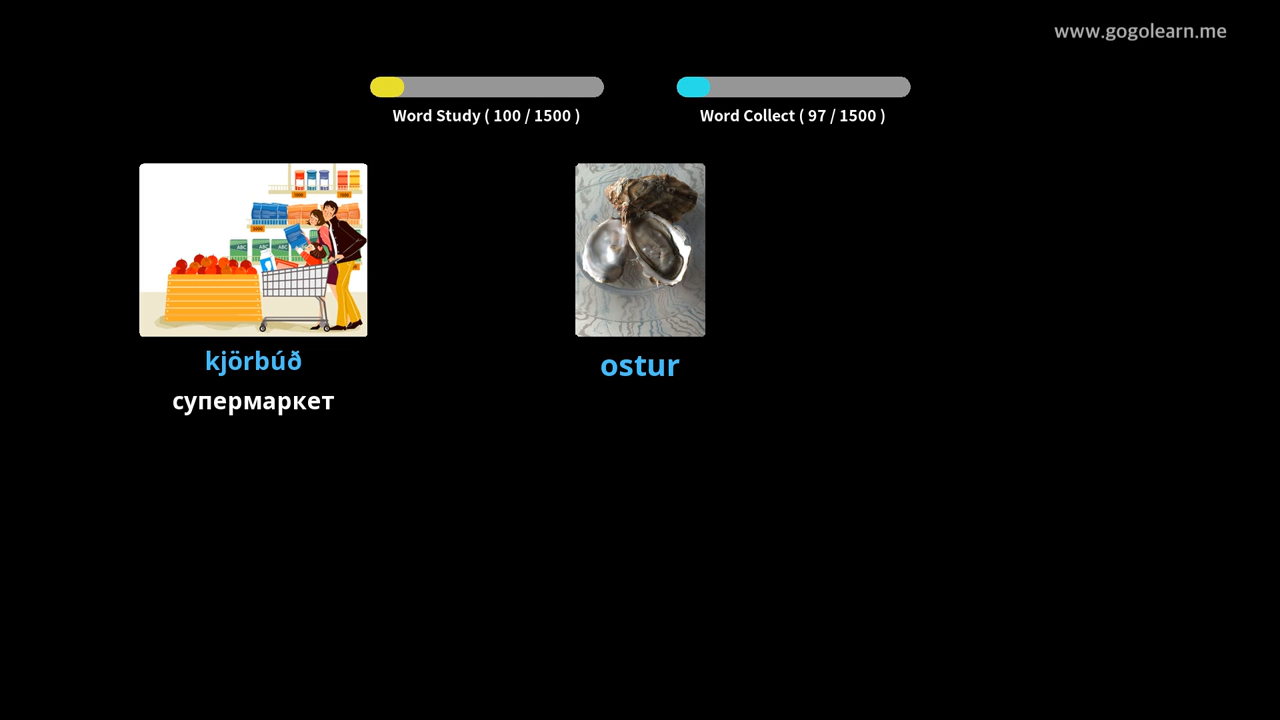 www.gogolearn.me
Word Study ( 100 / 1500 )
Word Collect ( 97 / 1500 )
kjörbúð
супермаркет
ostur